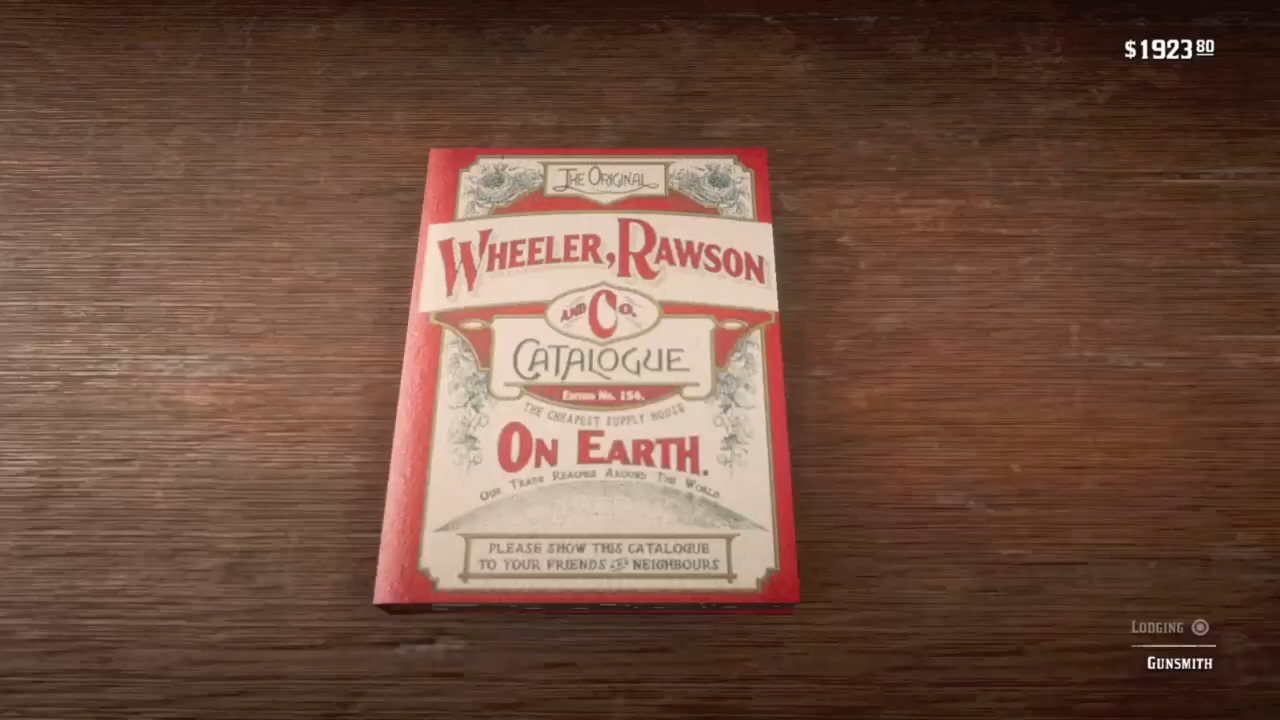 $1923 80
The Original
Wheeler, Rawson
and Co.
Catalogue
Edition No. 154.
The Cheapest Supply House
On Earth.
Our Trade Reaches Around The World
Please show this catalogue
to your friends and neighbours
Lodging
Gunsmith